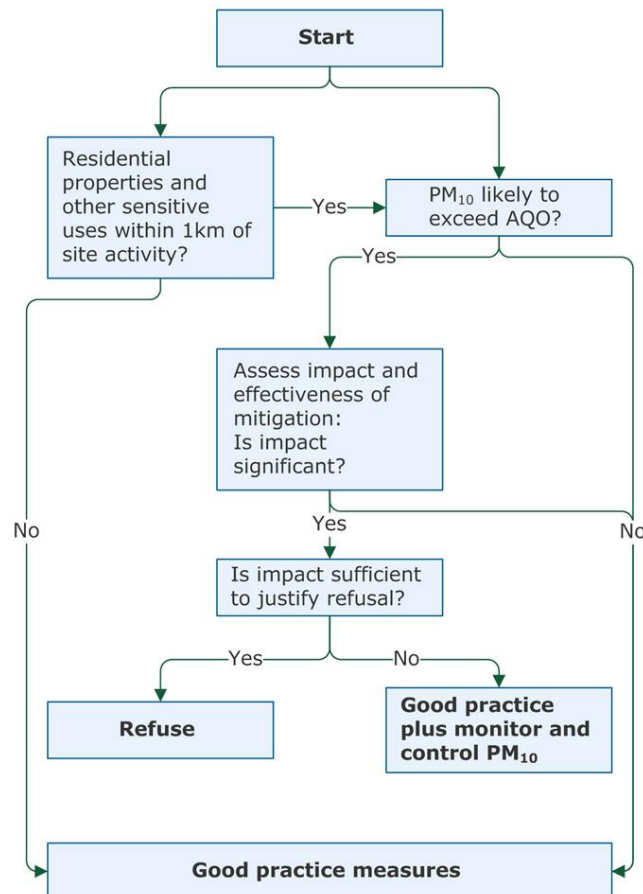 Start
Residential
properties and
other sensitive
uses within 1km of
site activity?
Yes
PM₁₀ likely to
exceed AQO?
Yes
Assess impact and
effectiveness of
mitigation:
Is impact
significant?
No
Yes
No
Is impact sufficient
to justify refusal?
Yes
No
Refuse
Good practice
plus monitor and
control PM₁₀
Good practice measures